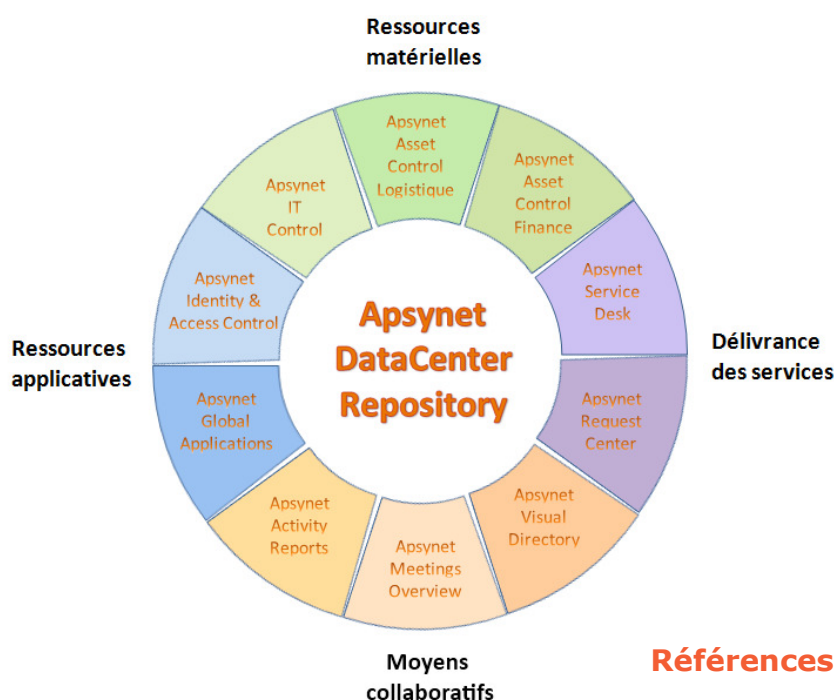 Ressources
matérielles
Apsynet
Asset
Control
Logistique
Apsynet
Asset
Control
Finance
Apsynet
IT
Control
Apsynet
Service
Desk
Apsynet
Identity &
Access Control
Apsynet
DataCenter
Repository
Ressources
applicatives
Délivrance
des services
Apsynet
Global
Applications
Apsynet
Request
Center
Apsynet
Activity
Reports
Apsynet
Visual
Directory
Apsynet
Meetings
Overview
Moyens
collaboratifs
Références